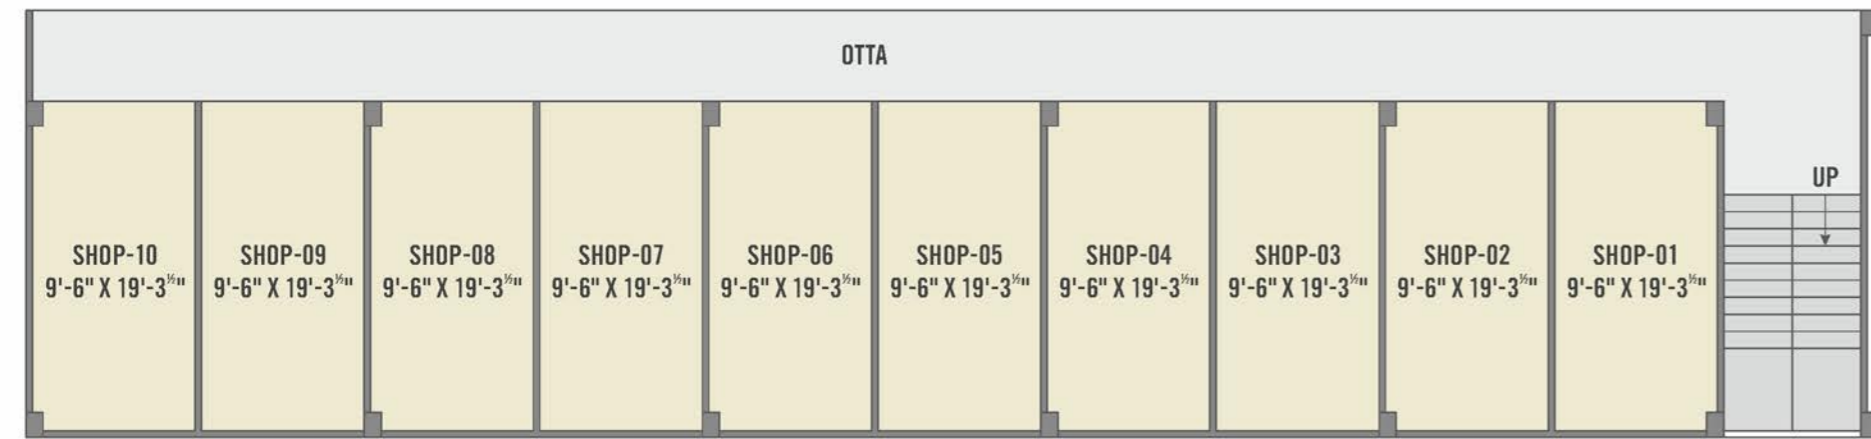 OTTA
UP
SHOP-10
9'-6" X 19'-3½"
SHOP-09
9'-6" X 19'-3½"
SHOP-08
9'-6" X 19'-3½"
SHOP-07
9'-6" X 19'-3½"
SHOP-06
9'-6" X 19'-3½"
SHOP-05
9'-6" X 19'-3½"
SHOP-04
9'-6" X 19'-3½"
SHOP-03
9'-6" X 19'-3½"
SHOP-02
9'-6" X 19'-3½"
SHOP-01
9'-6" X 19'-3½"